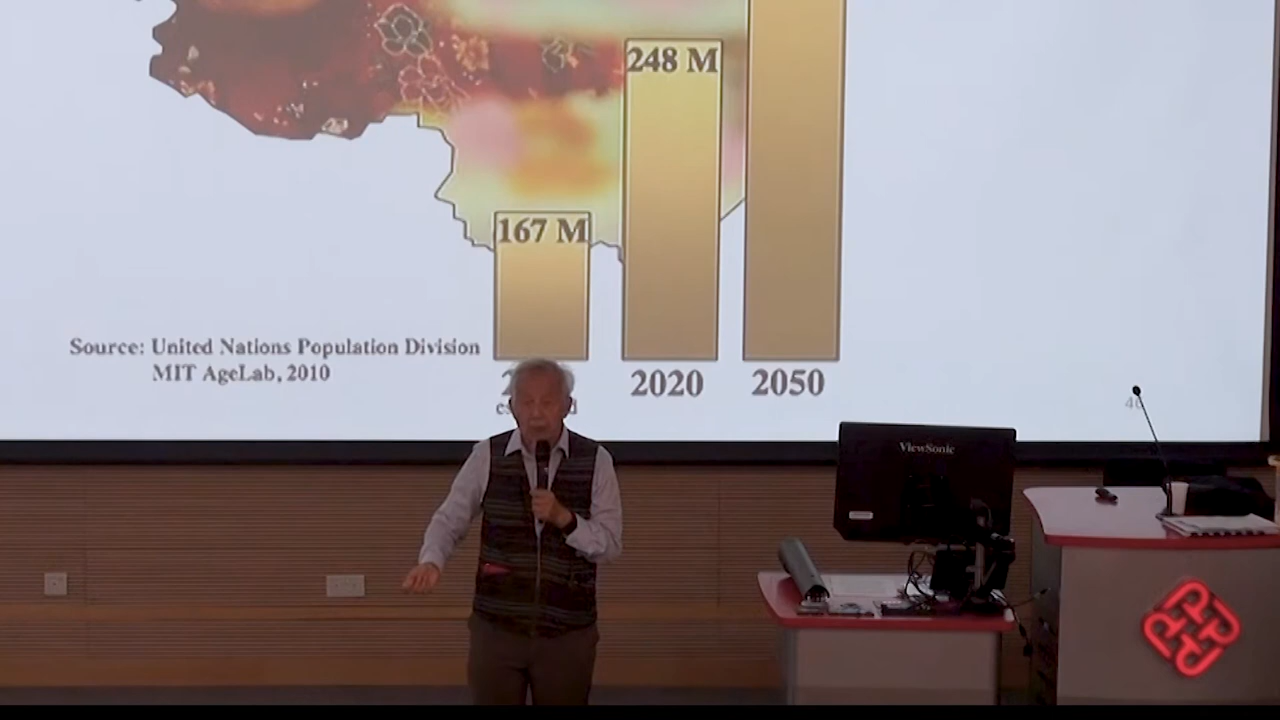 248 M
167 M
Source: United Nations Population Division
MIT AgeLab, 2010
2020
2050
ViewSonic